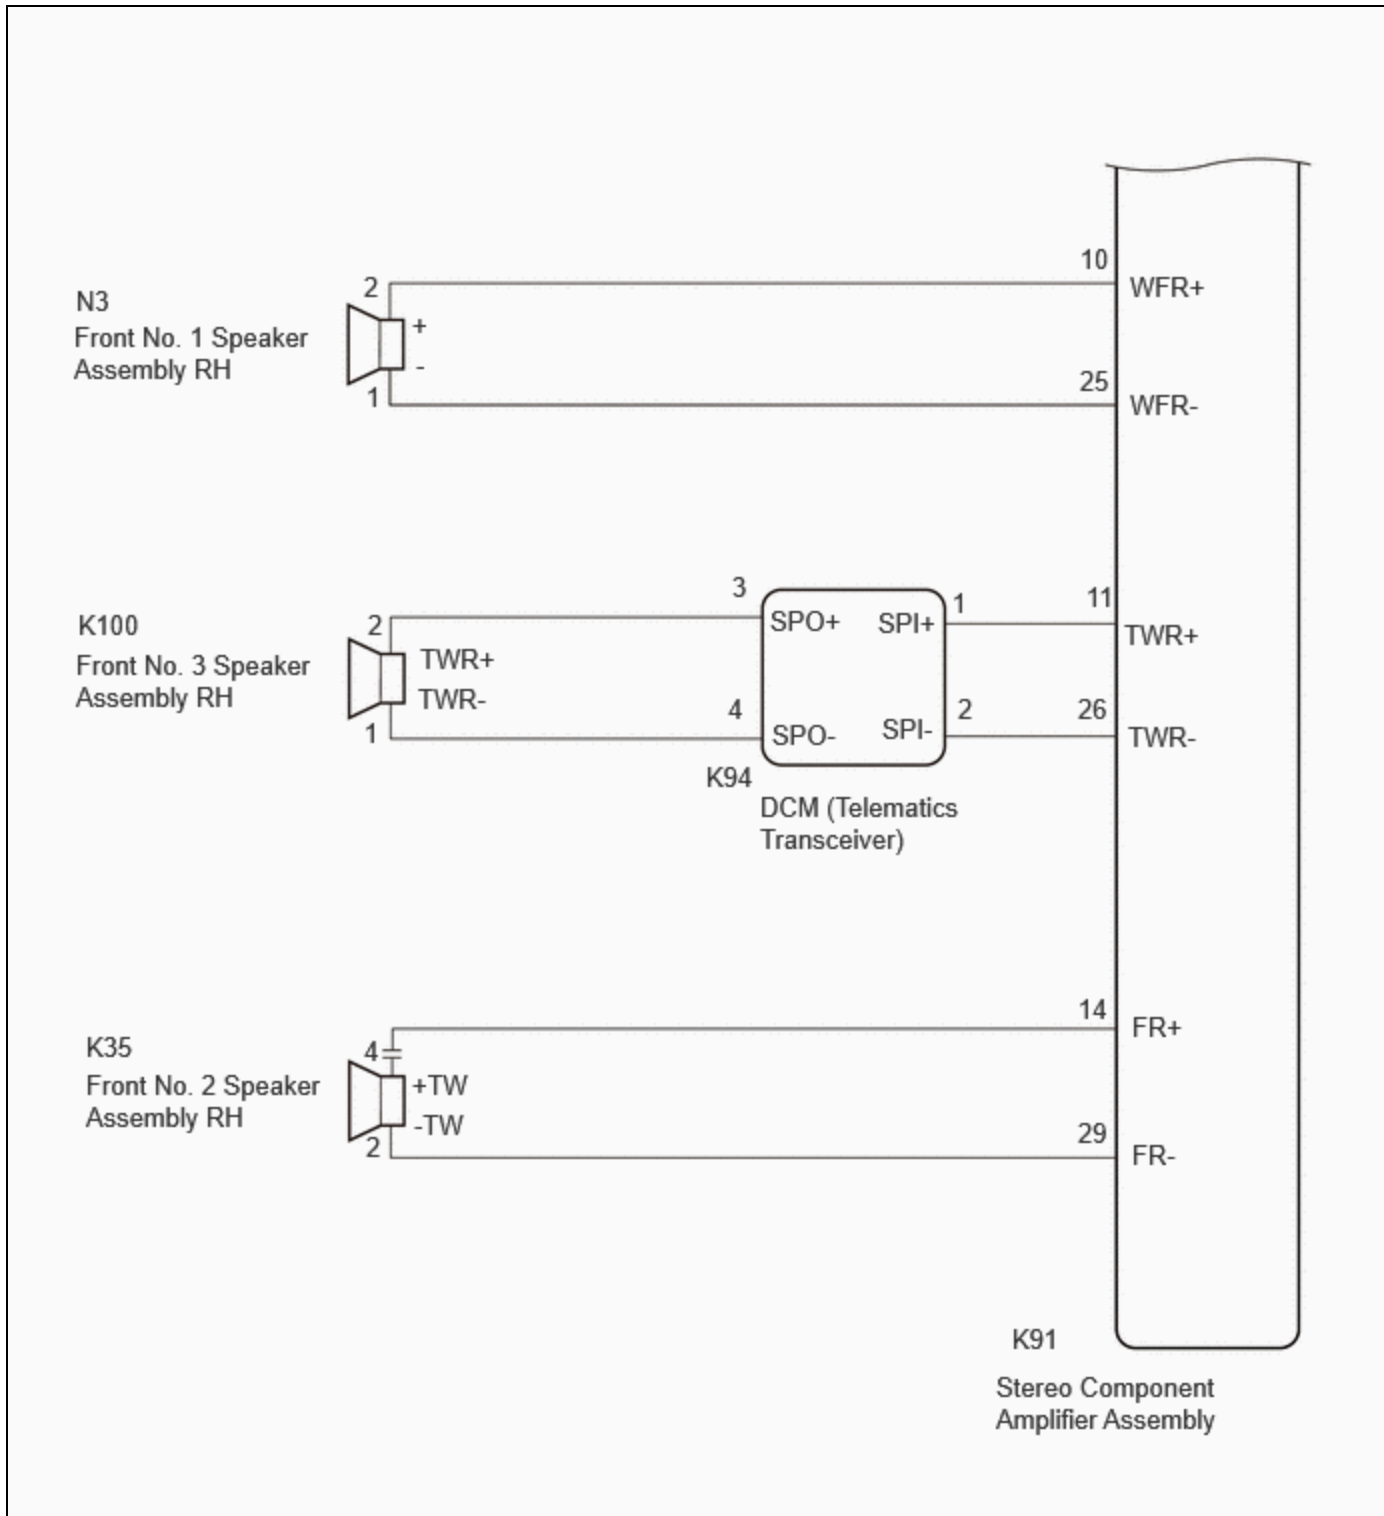 10
WFR+
2
N3
+
Front No. 1 Speaker
Assembly RH
-
1
25
WFR-
3
1
11
K100
2
SPO+
SPI+
TWR+
Front No. 3 Speaker
Assembly RH
TWR+
TWR-
1
4
SPO-
SPI-
2
26
TWR-
K94
DCM (Telematics
Transceiver)
14
FR+
K35
4
Front No. 2 Speaker
Assembly RH
+TW
-TW
2
29
FR-
K91
Stereo Component
Amplifier Assembly